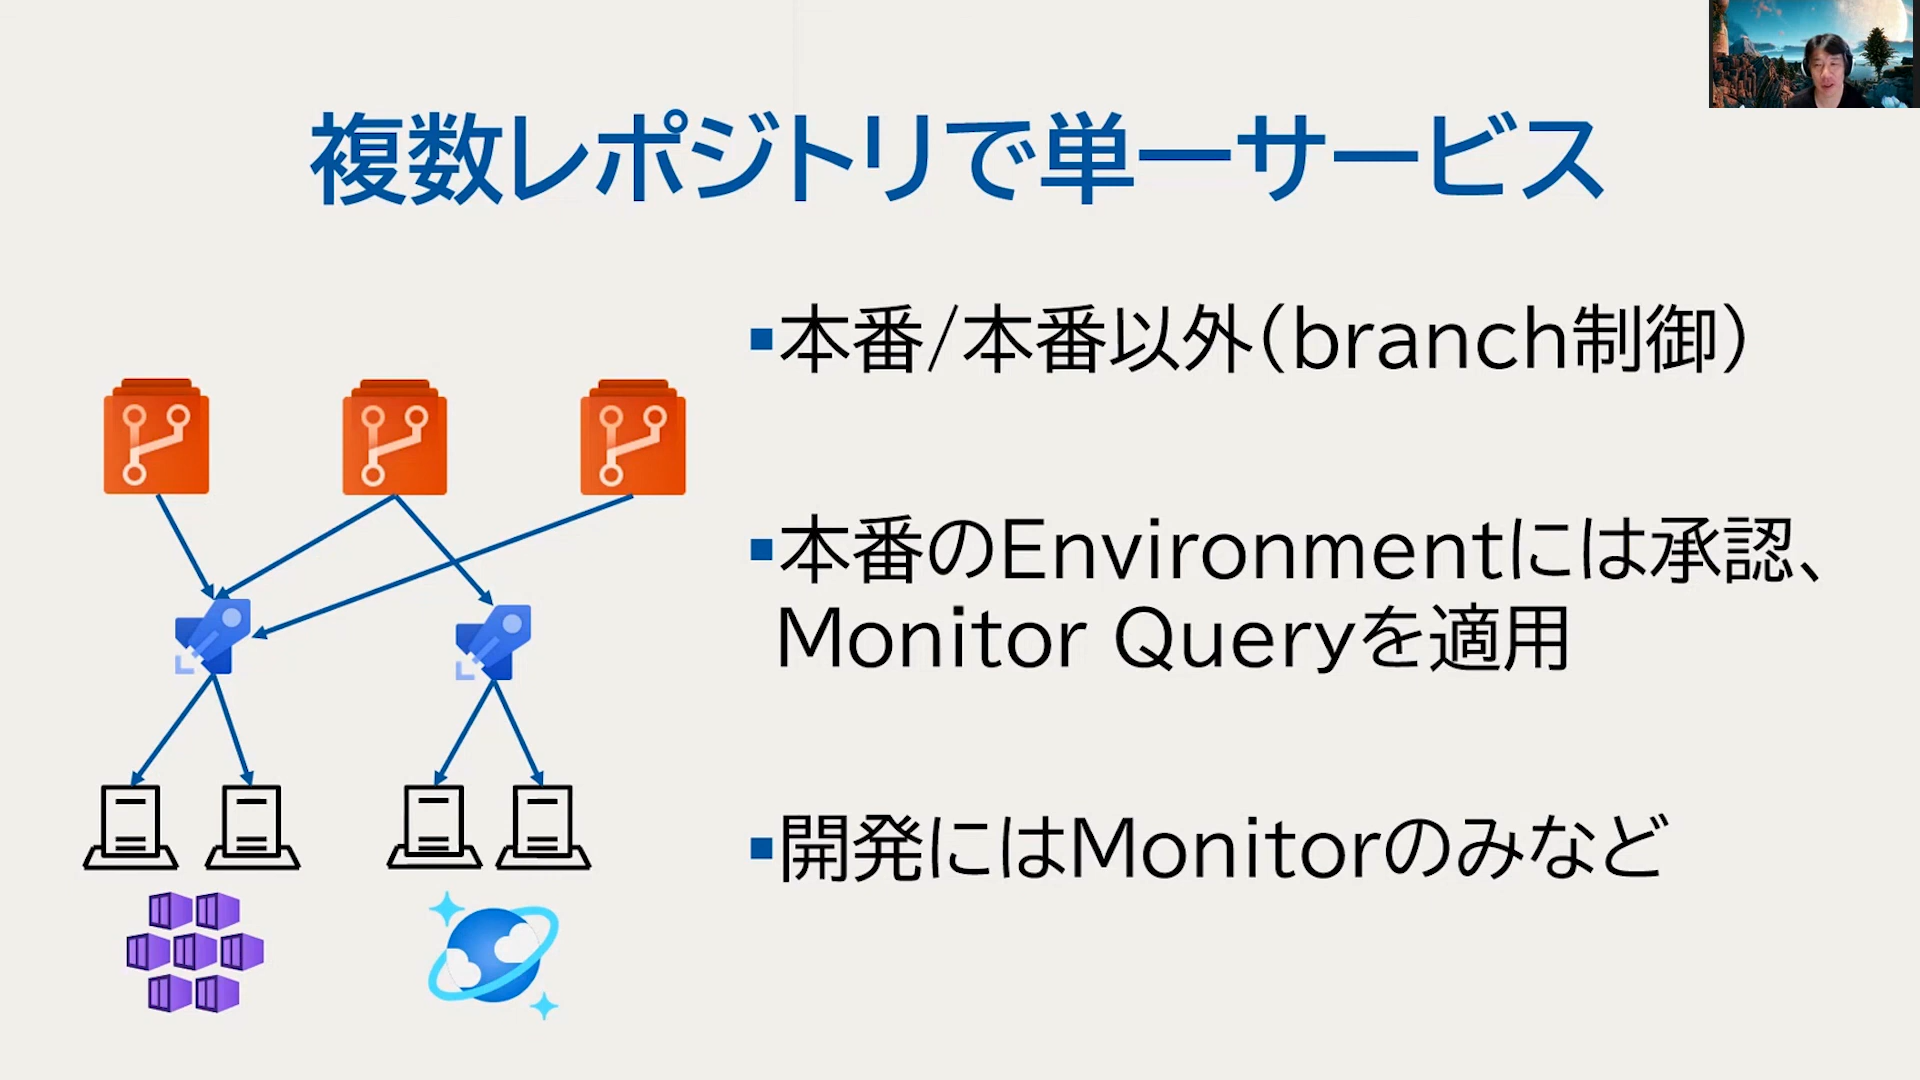 複数レポジトリで単一サービス
▪本番/本番以外(branch制御)
▪本番のEnvironmentには承認、
Monitor Queryを適用
▪開発にはMonitorのみなど